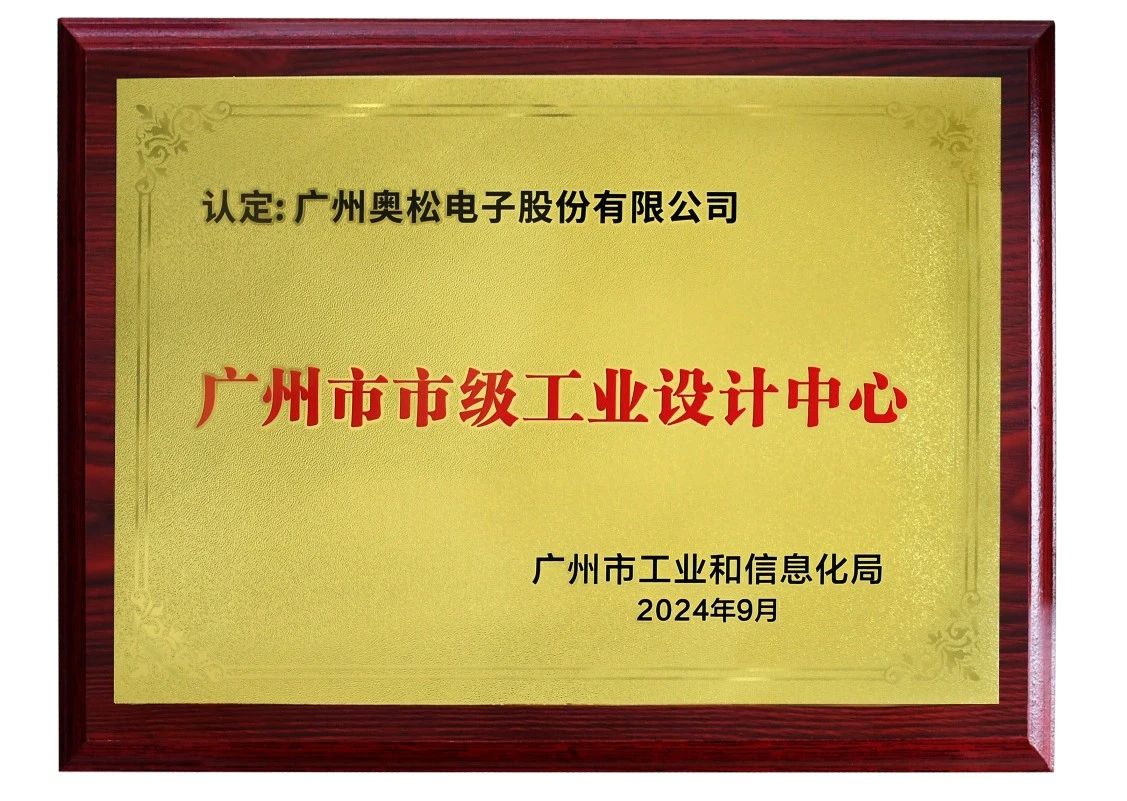 认定:广州奥松电子股份有限公司
广州市市级工业设计中心
广州市工业和信息化局
2024年9月